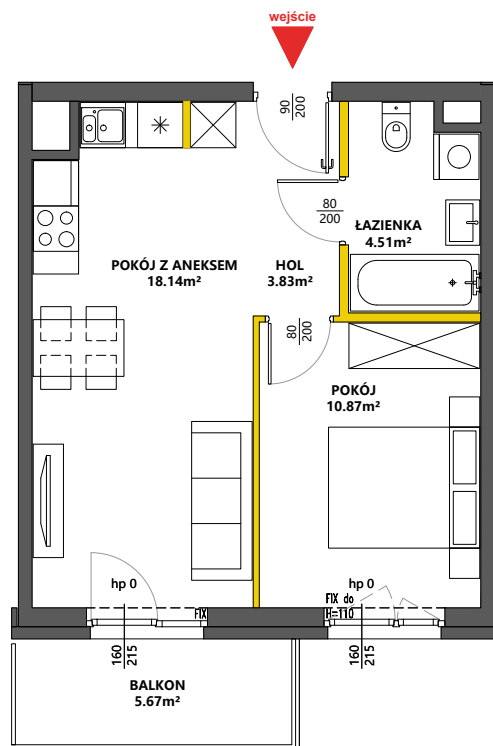 wejście
90
200
80
200
ŁAZIENKA
4.51m²
POKÓJ Z ANEKSEM
18.14m²
HOL
3.83m²
80
200
POKÓJ
10.87m²
hp 0
hp 0
FIX
FIX do
H=110
160
215
160
215
BALKON
5.67m²